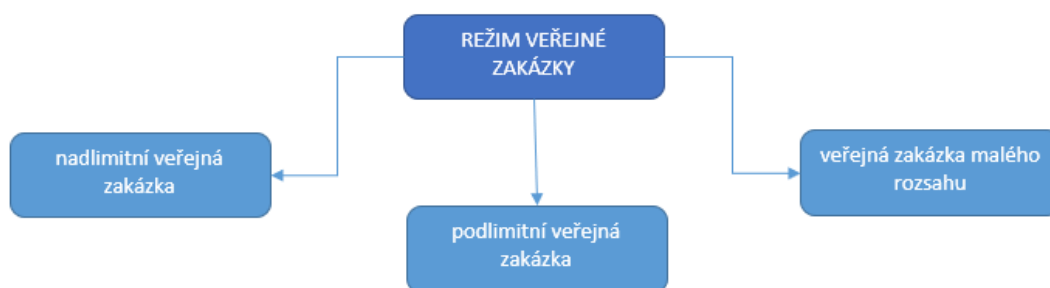 REŽIM VEŘEJNÉ
ZAKÁZKY
nadlimitní veřejná
zakázka
podlimitní veřejná
zakázka
veřejná zakázka malého
rozsahu